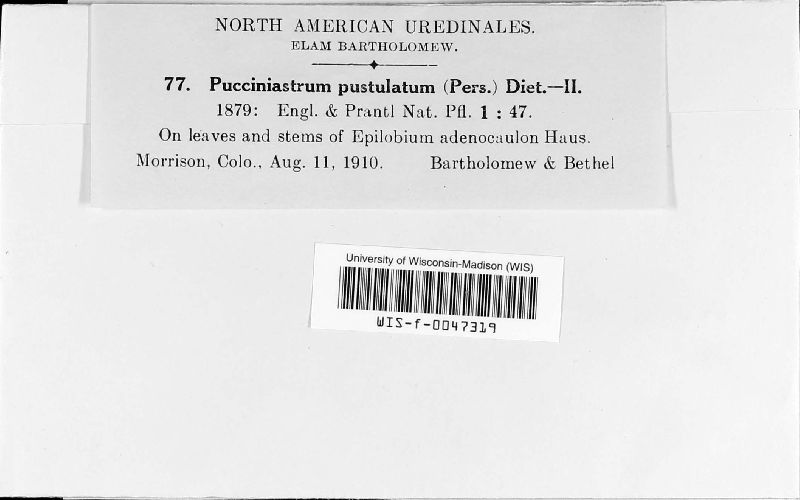 NORTH AMERICAN UREDINALES.
ELAM BARTHOLOMEW.
77. Pucciniastrum pustulatum (Pers.) Diet.—II.
1879: Engl. & Prantl Nat. Pfl. 1 : 47.
On leaves and stems of Epilobium adenocaulon Haus.
Morrison, Colo., Aug. 11, 1910. Bartholomew & Bethel
University of Wisconsin-Madison (WIS)
WIS-f-0047319